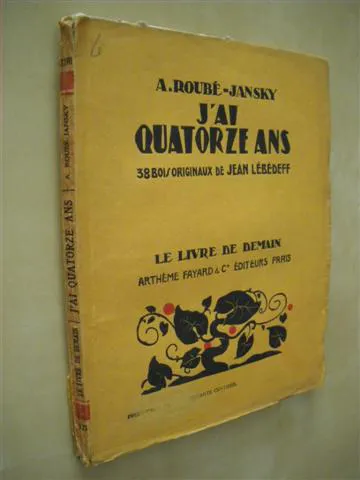 6
A. ROUBÉ-JANSKY
J'AI
QUATORZE ANS
38 BOIS ORIGINAUX DE JEAN LÉBÉDEFF
LE LIVRE DE DEMAIN
ARTHÈME FAYARD & Cie ÉDITEURS PARIS
CENTIMES
LE LIVRE DE DEMAIN J'AI QUATORZE ANS A. ROUBÉ JANSKY